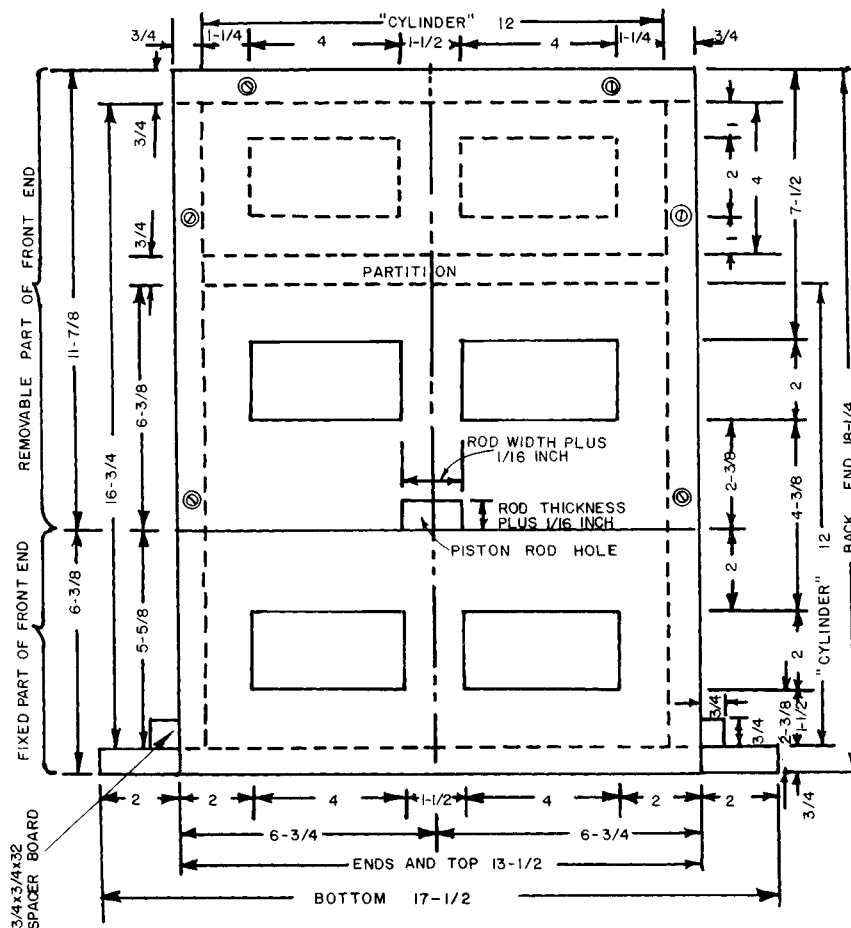 "CYLINDER" 12
3/4
1-1/4
4
1-1/2
4
1-1/4
3/4
REMOVABLE PART OF FRONT END
11-7/8
16-3/4
3/4
3/4
6-3/8
PARTITION
1
2
1
4
7-1/2
ROD WIDTH PLUS
1/16 INCH
ROD THICKNESS
PLUS 1/16 INCH
PISTON ROD HOLE
2
2-3/8
4-3/8
2
2
"CYLINDER" 12
BACK END 18-1/4
FIXED PART OF FRONT END
6-3/8
5-5/8
3/4
3/4
2-3/8
1-1/2
3/4
2
2
4
1-1/2
4
2
2
6-3/4
6-3/4
ENDS AND TOP 13-1/2
BOTTOM 17-1/2
3/4x3/4x32
SPACER BOARD